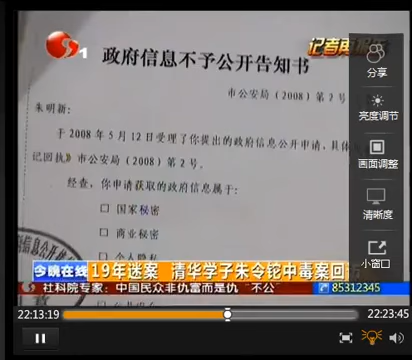 政府信息不予公开告知书
市公安局（2008）第2号
朱明新：
于2008年5月12日受理了你提出的政府信息公开申请，具体
记回执》市公安局（2008）第2号．
经查，你申请获取的政府信息属于：
□ 国家秘密
□ 商业秘密
□ 个人隐私
分享
亮度调节
画面调整
清晰度
小窗口
今晚在线
19年迷案 清华学子朱令铊中毒案回
社科院专家：中国民众非仇富而是仇“不公”
85312345
22:13:19
22:23:45